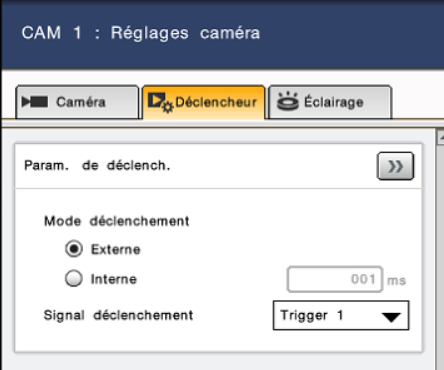 CAM 1 : Réglages caméra
Caméra
Déclencheur
Éclairage
Param. de déclench.
Mode déclenchement
Externe
Interne
001 ms
Signal déclenchement
Trigger 1